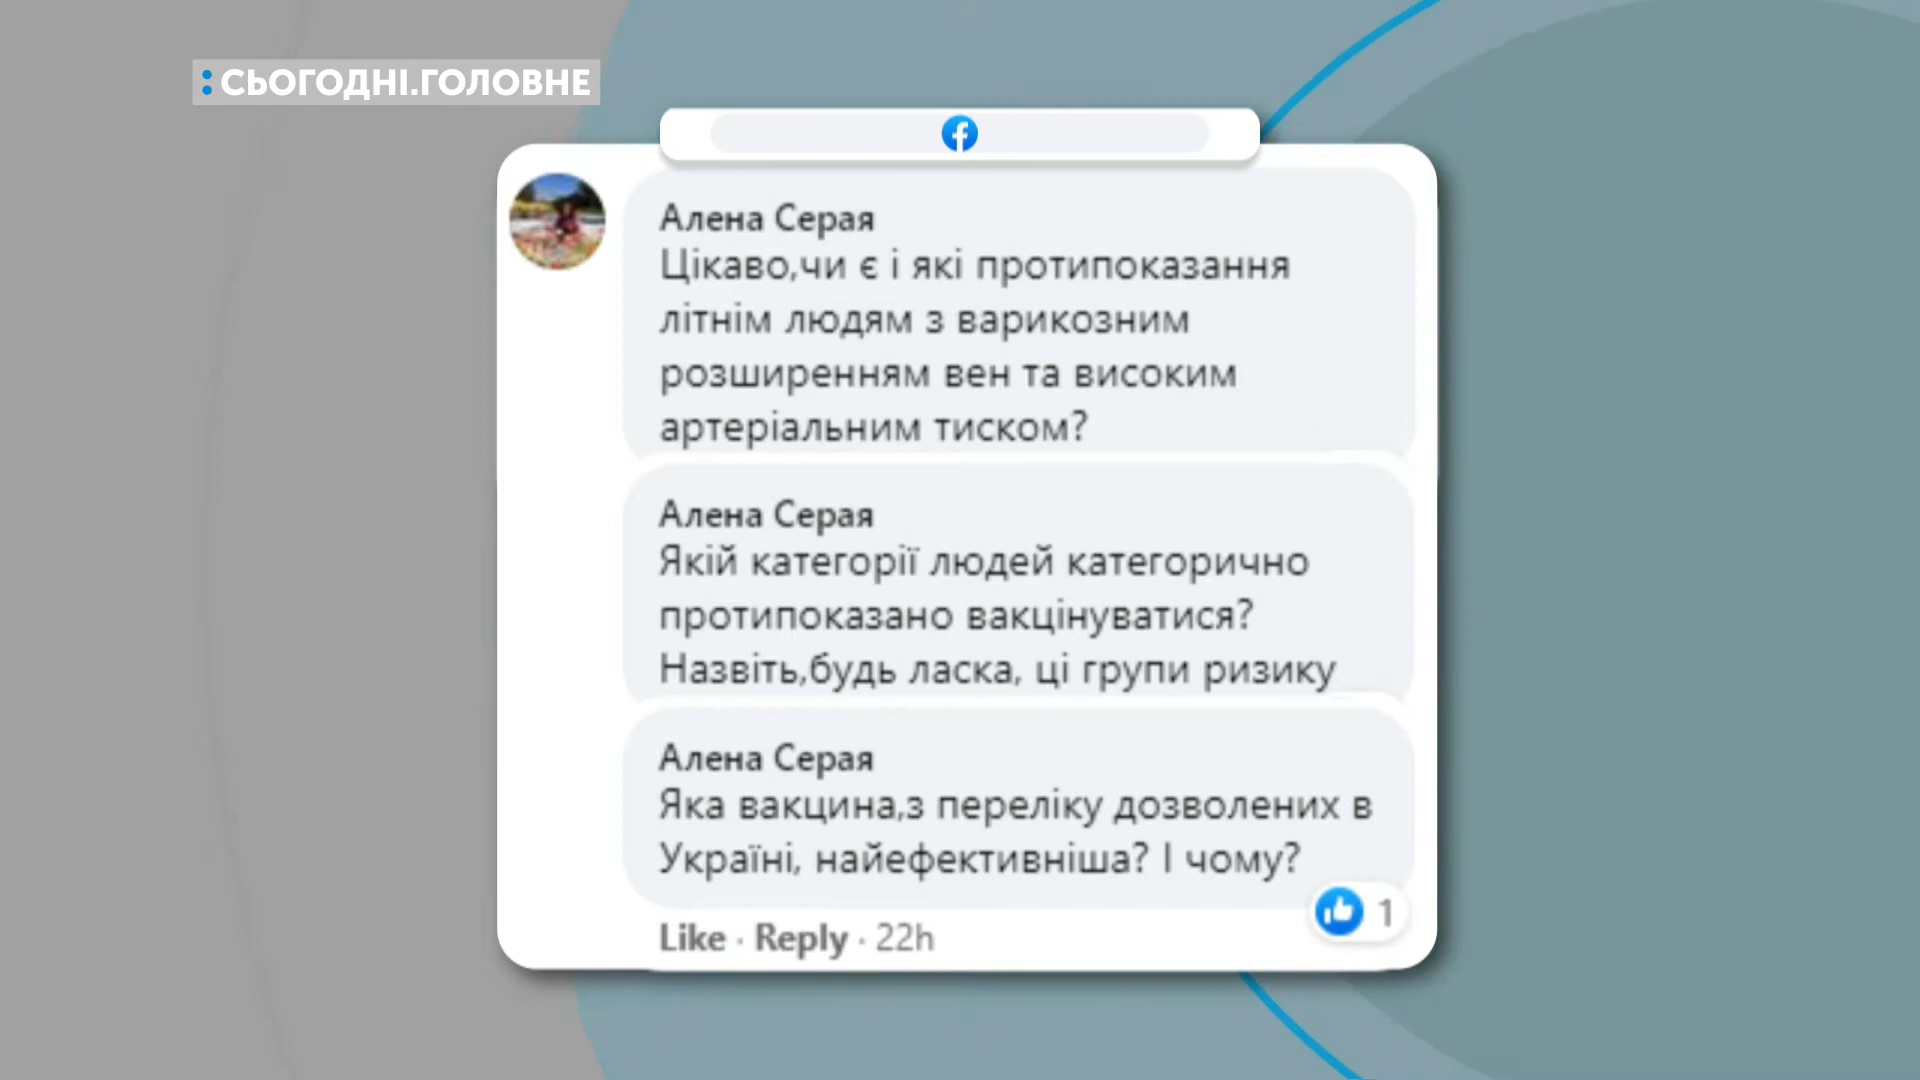 : СЬОГОДНІ.ГОЛОВНЕ
Алена Серая
Цікаво,чи є і які протипоказання
літнім людям з варикозним
розширенням вен та високим
артеріальним тиском?
Алена Серая
Якій категорії людей категорично
протипоказано вакцінуватися?
Назвіть,будь ласка, ці групи ризику
Алена Серая
Яка вакцина,з переліку дозволених в
Україні, найефективніша? І чому?
1
Like · Reply · 22h